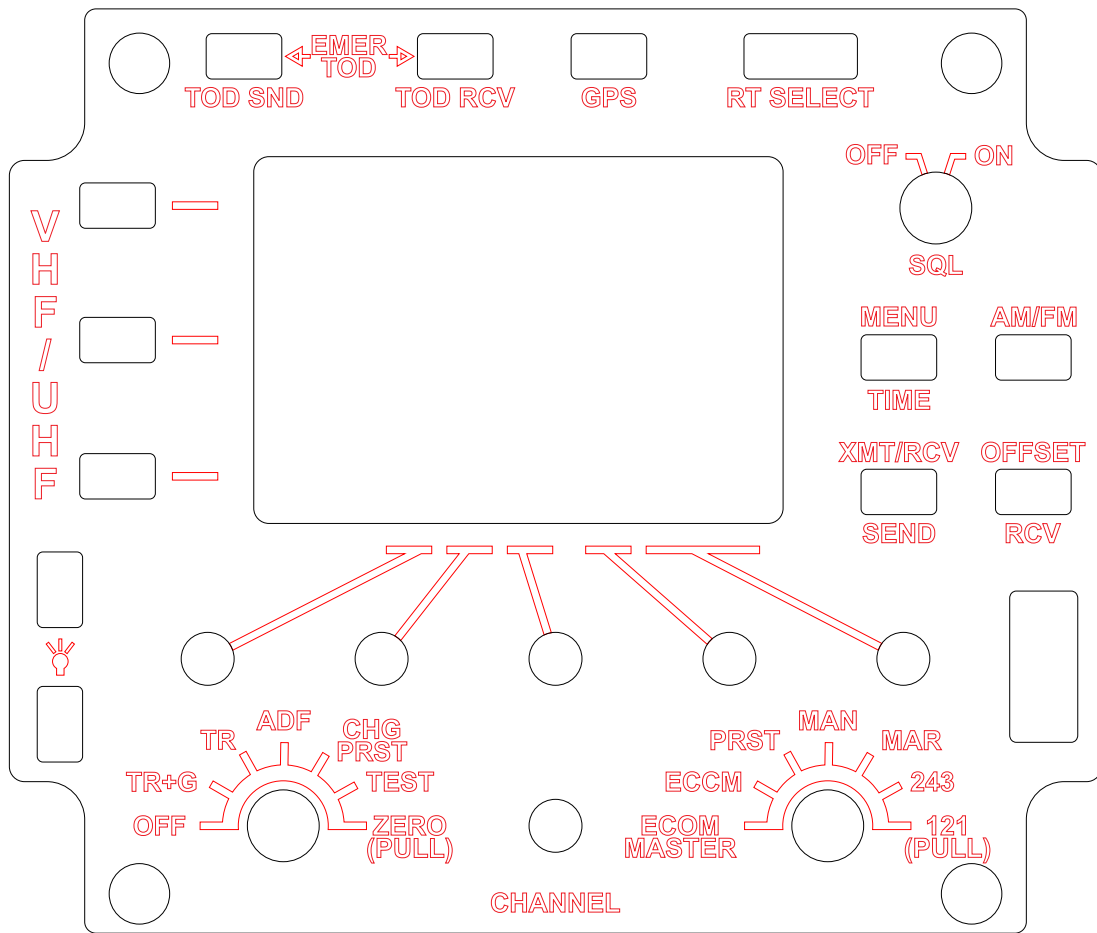 EMER
TOD
TOD SND
TOD RCV
GPS
RT SELECT
OFF
ON
SQL
VHF/UHF
MENU
AM/FM
TIME
XMT/RCV
OFFSET
SEND
RCV
ADF
CHG
PRST
TR
TEST
TR+G
OFF
ZERO
(PULL)
MAN
PRST
MAR
ECCM
243
ECOM
MASTER
121
(PULL)
CHANNEL